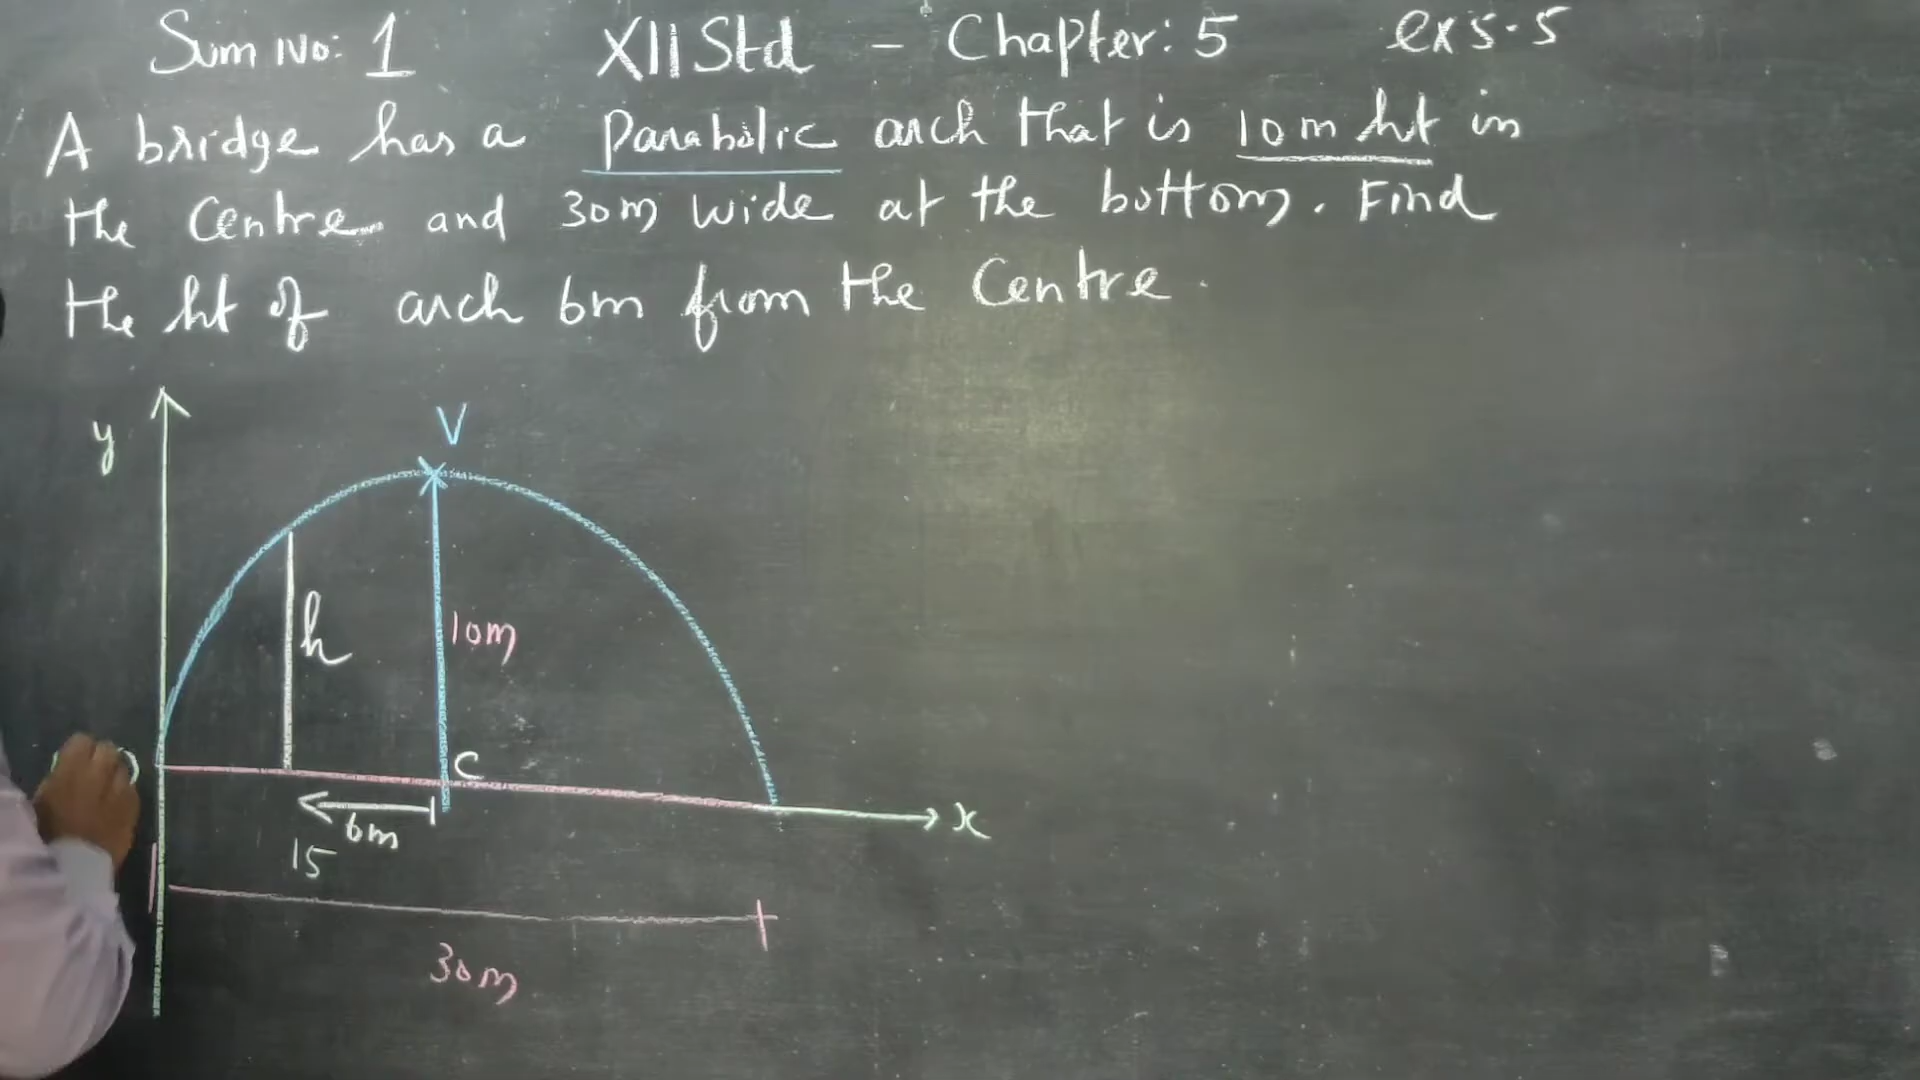 Sum No: 1 XII Std - Chapter: 5 ex 5.5
A bridge has a Parabolic arch that is 10m ht in
the Centre and 30m wide at the bottom. Find
the ht of arch 6m from the Centre.
y
V
h
10m
C
x
6m
15
30m